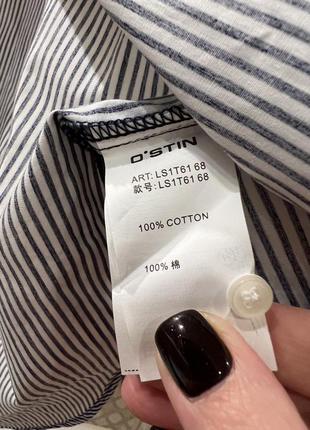 O'STIN
ART: LS1T61 68
款号: LS1T61 68
100% COTTON
100% 棉